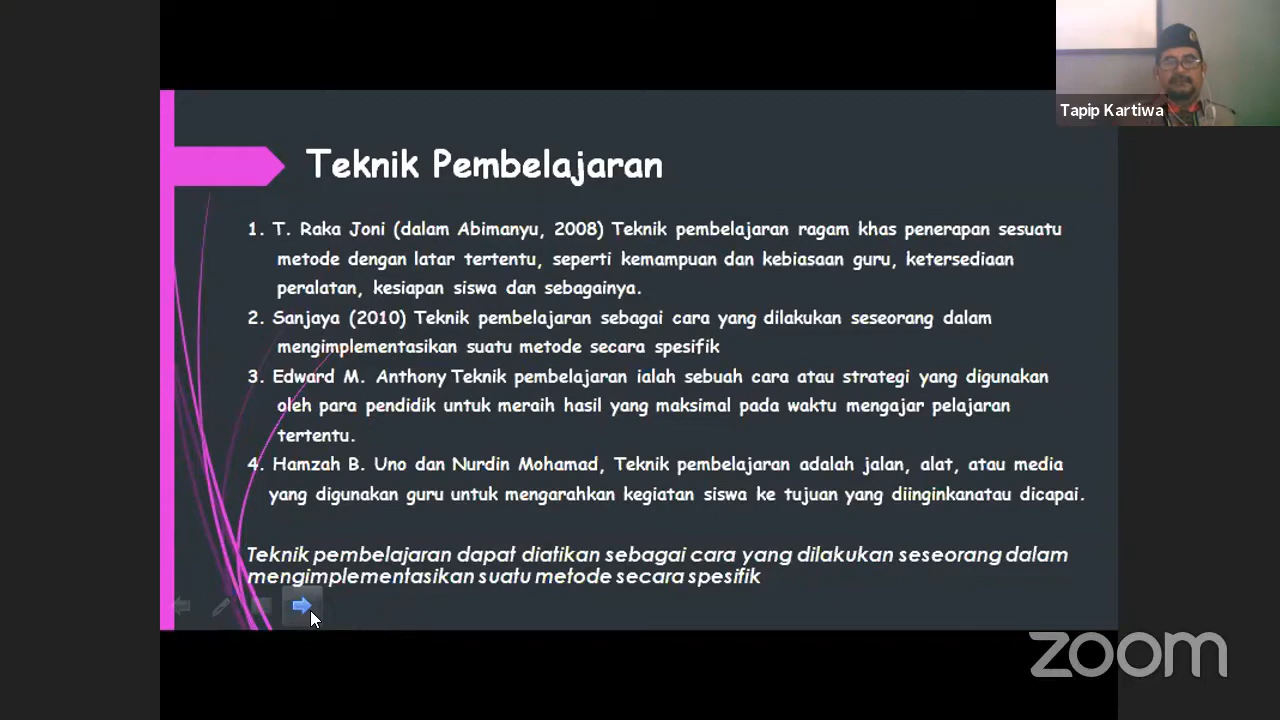 Tapip Kartiwa
Teknik Pembelajaran
1. T. Raka Joni (dalam Abimanyu, 2008) Teknik pembelajaran ragam khas penerapan sesuatu
metode dengan latar tertentu, seperti kemampuan dan kebiasaan guru, ketersediaan
peralatan, kesiapan siswa dan sebagainya.
2. Sanjaya (2010) Teknik pembelajaran sebagai cara yang dilakukan seseorang dalam
mengimplementasikan suatu metode secara spesifik
3. Edward M. Anthony Teknik pembelajaran ialah sebuah cara atau strategi yang digunakan
oleh para pendidik untuk meraih hasil yang maksimal pada waktu mengajar pelajaran
tertentu.
4. Hamzah B. Uno dan Nurdin Mohamad, Teknik pembelajaran adalah jalan, alat, atau media
yang digunakan guru untuk mengarahkan kegiatan siswa ke tujuan yang diinginkanatau dicapai.
Teknik pembelajaran dapat diatikan sebagai cara yang dilakukan seseorang dalam
mengimplementasikan suatu metode secara spesifik
zoom